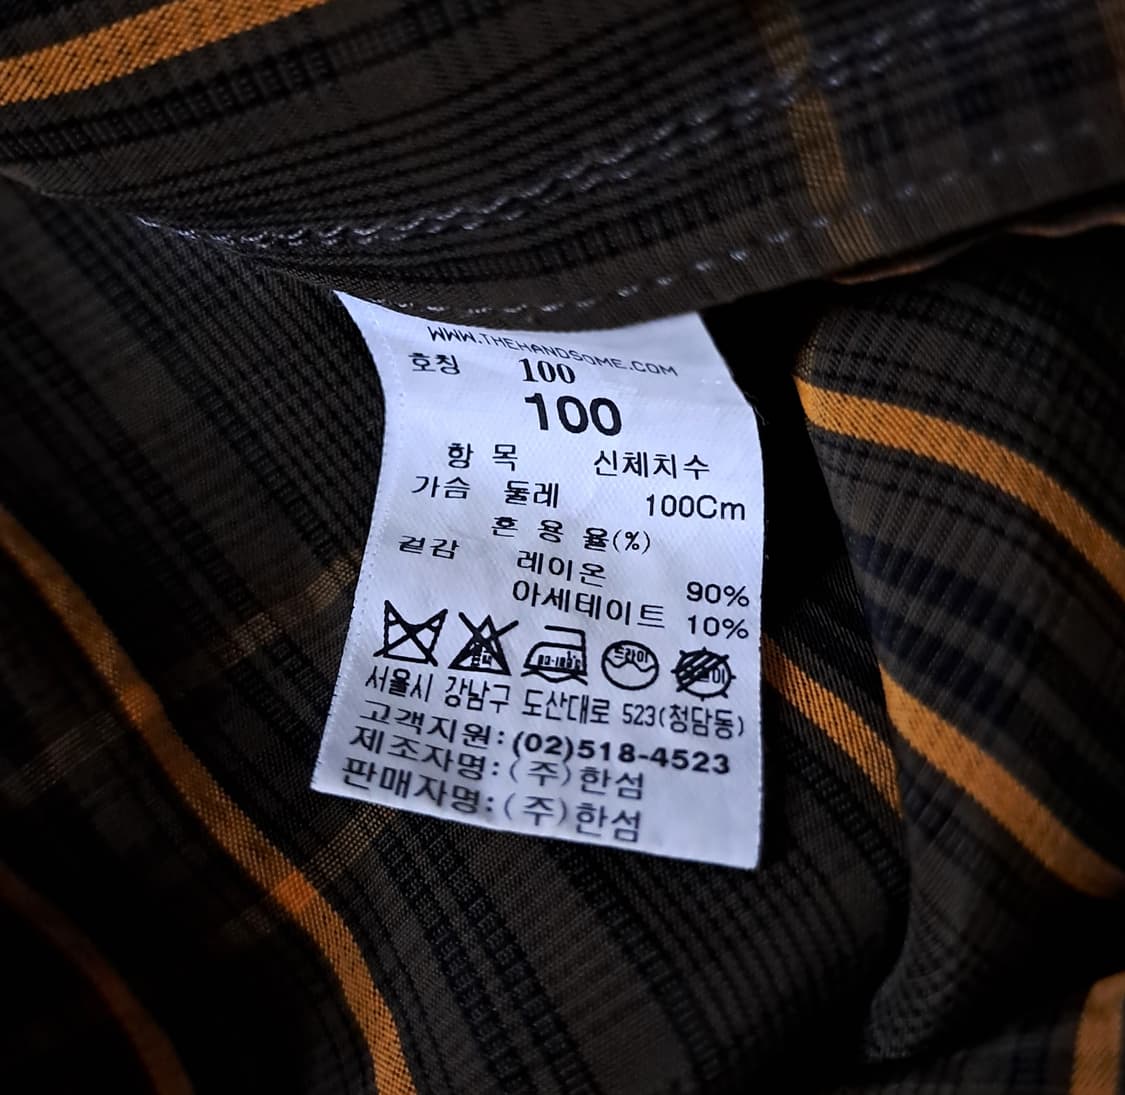 WWW.THEHANDSOME.COM
호칭 100
100
항 목 신체치수
가슴 둘레 100Cm
혼 용 율(%)
겉감 레이온 90%
아세테이트 10%
드라이
서울시 강남구 도산대로 523(청담동)
고객지원:(02)518-4523
제조자명:(주)한섬
판매자명:(주)한섬